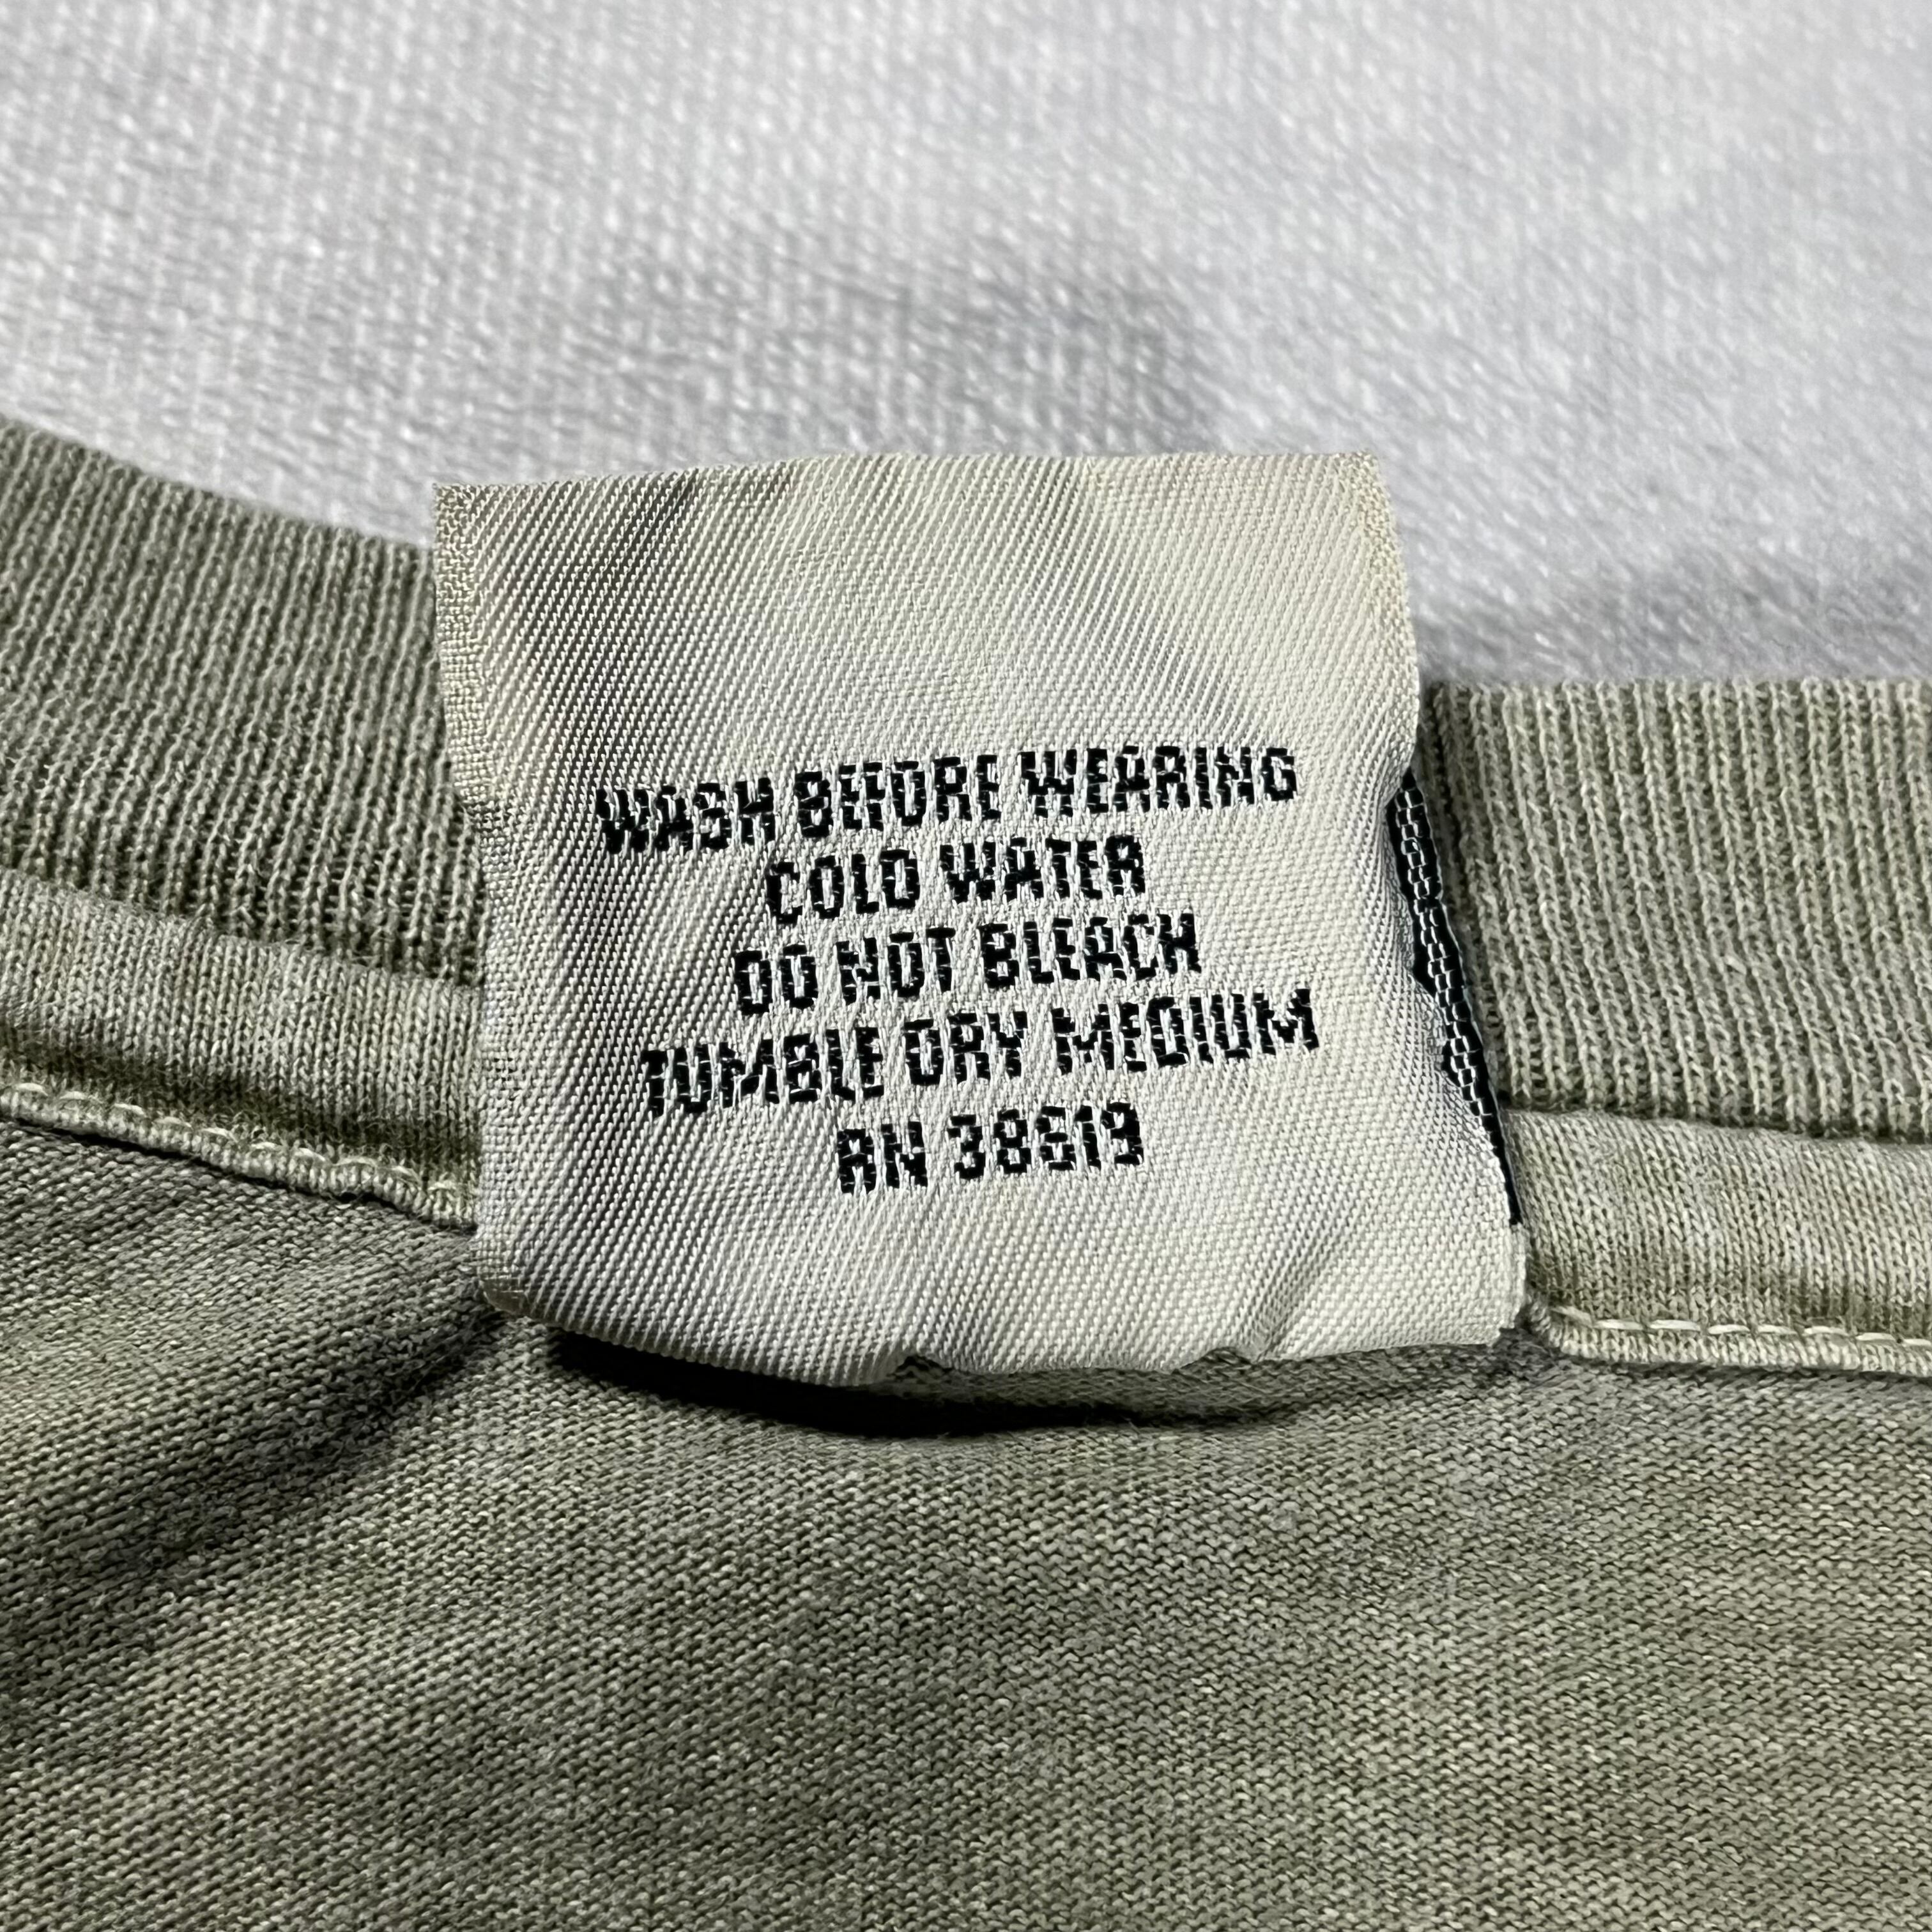 WASH BEFORE WEARING
COLD WATER
DO NOT BLEACH
TUMBLE DRY MEDIUM
RN 38619